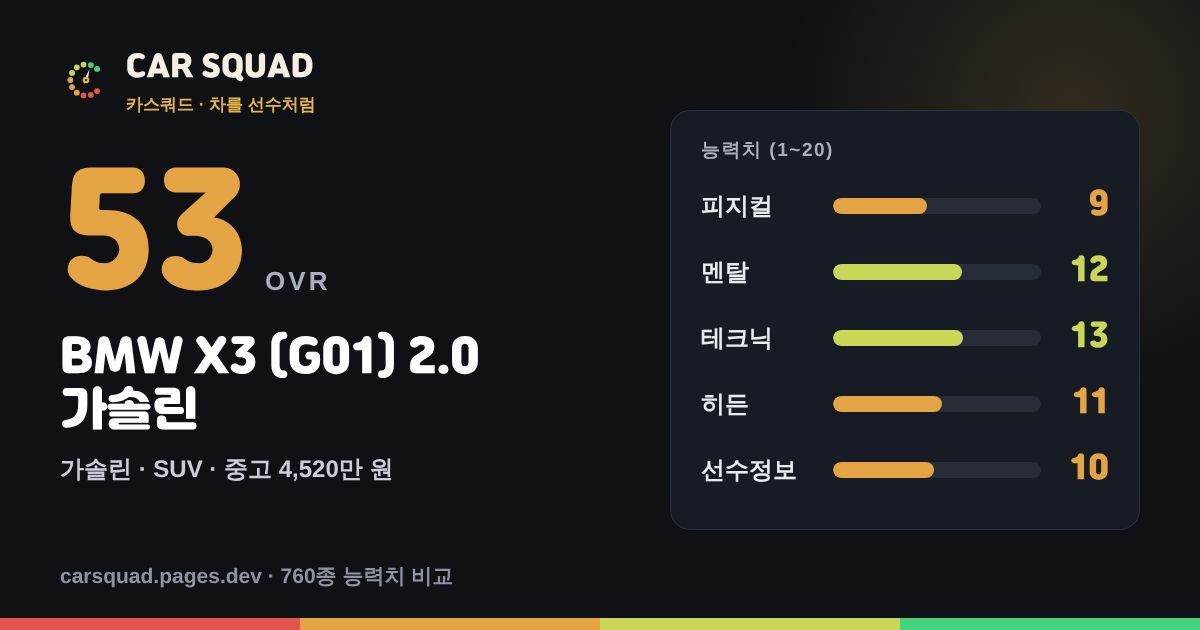 CAR SQUAD
카스쿼드 · 차를 선수처럼
53 OVR
BMW X3 (G01) 2.0
가솔린
가솔린 · SUV · 중고 4,520만 원
carsquad.pages.dev · 760종 능력치 비교
능력치 (1~20)
피지컬 9
멘탈 12
테크닉 13
히든 11
선수정보 10